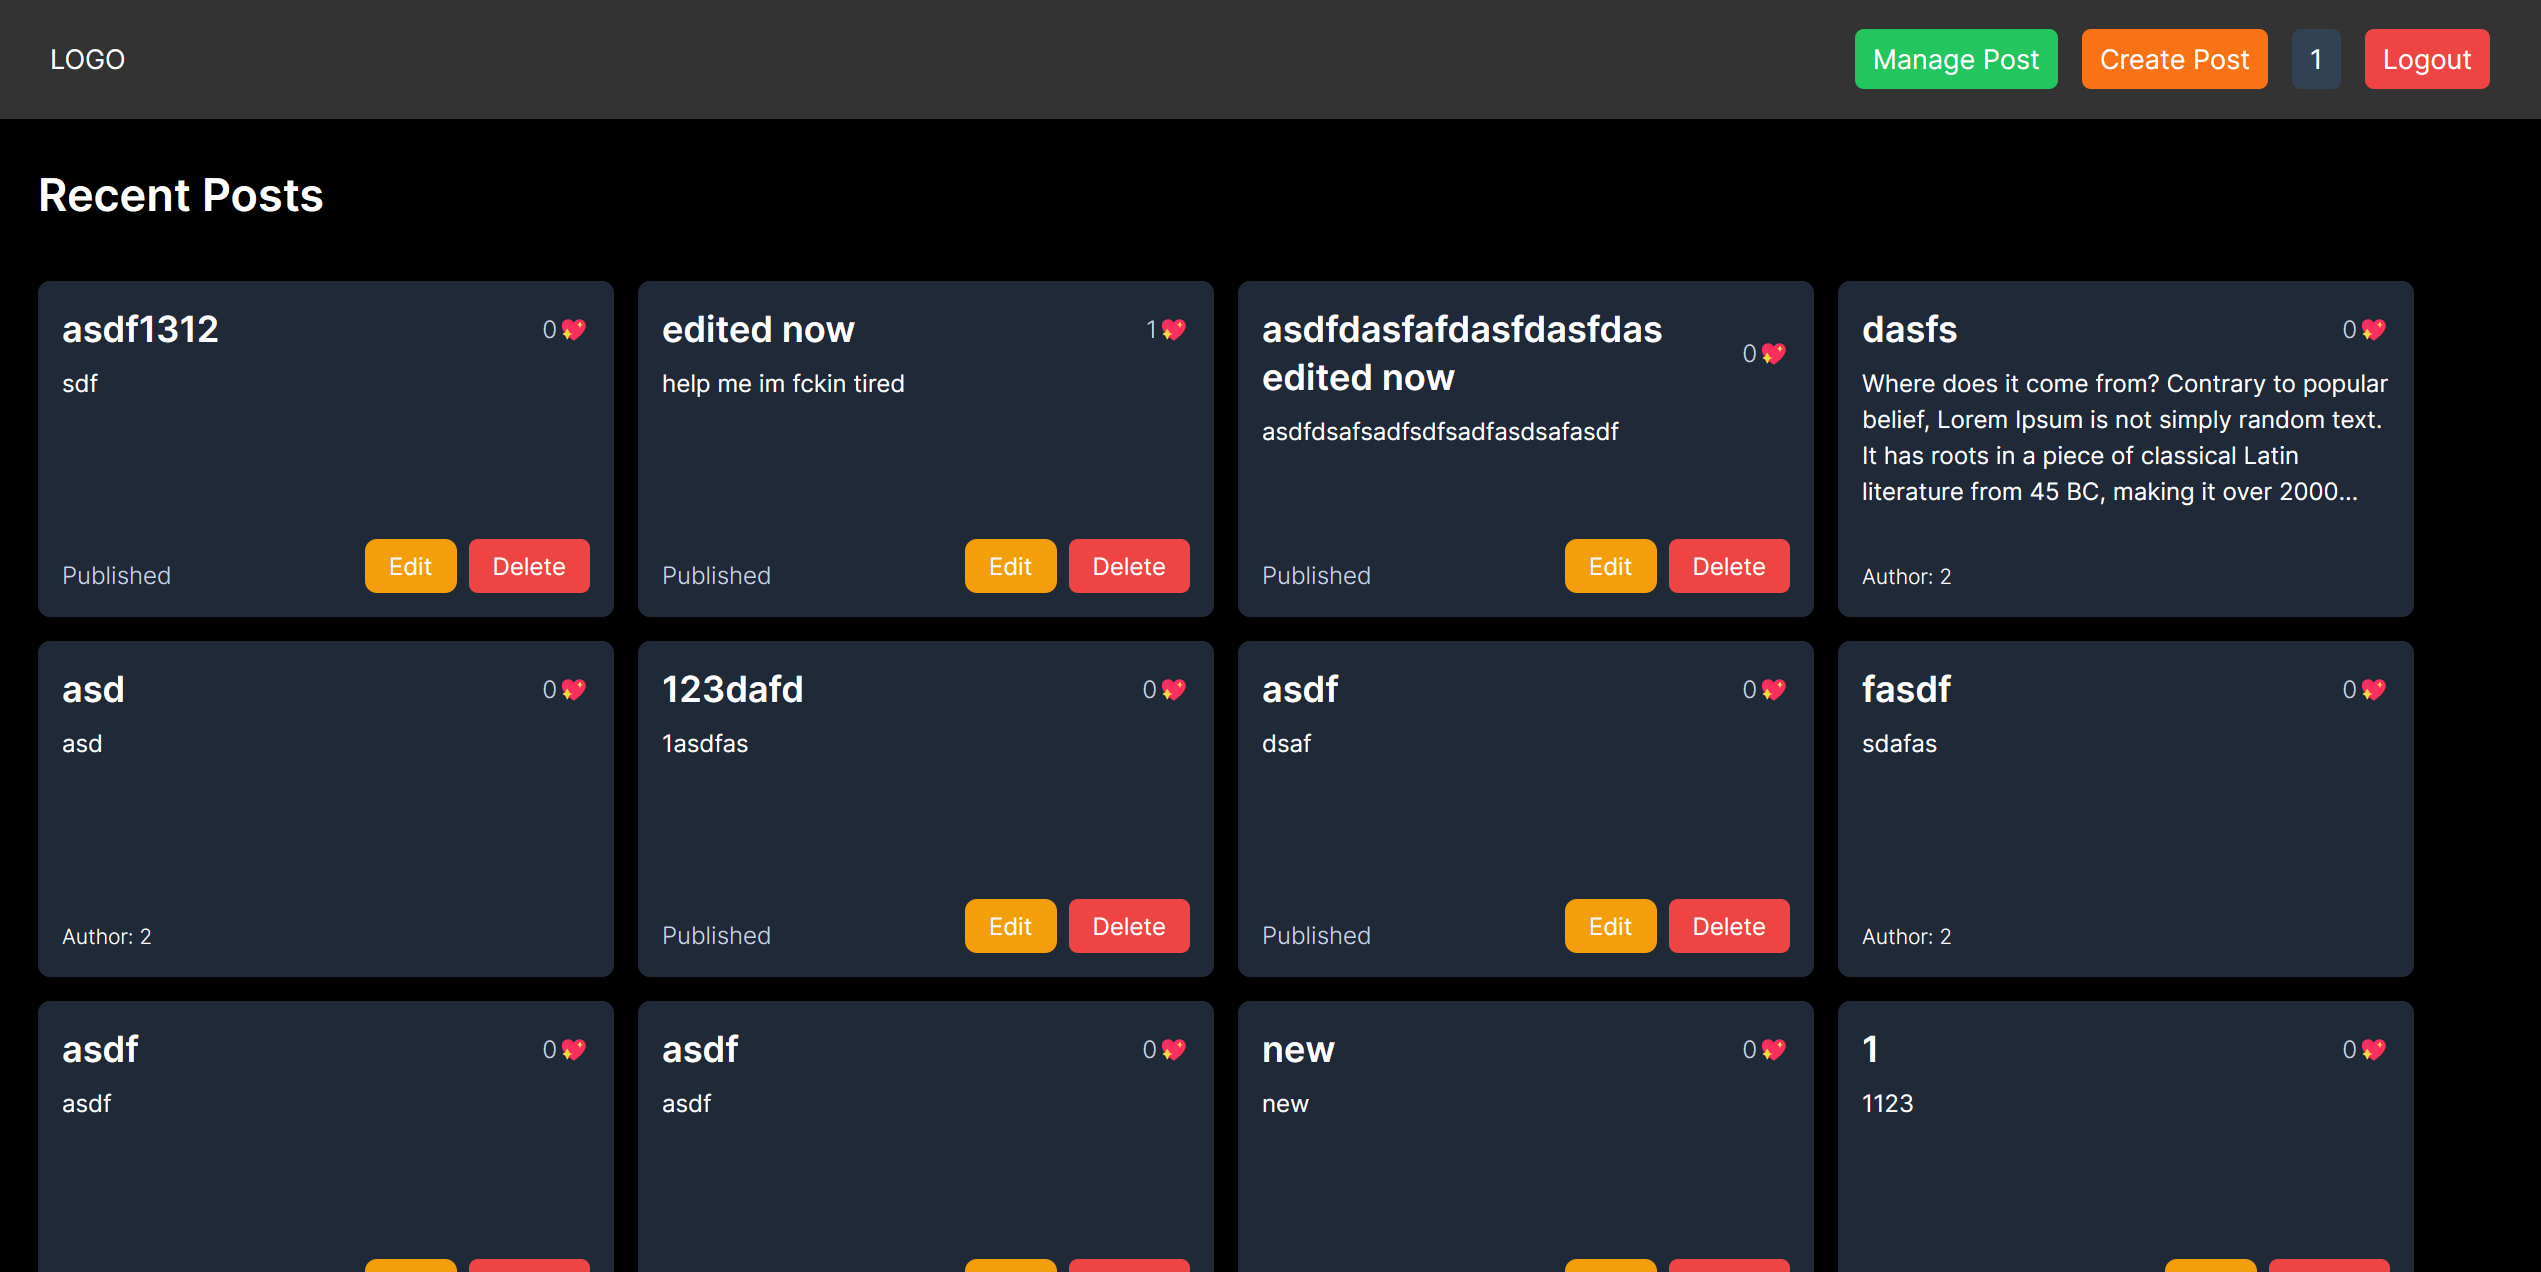 LOGO
Manage Post
Create Post
1
Logout
Recent Posts
asdf1312
0
sdf
Published
Edit
Delete
edited now
1
help me im fckin tired
Published
Edit
Delete
asdfdasfafdasfdasfdas
edited now
0
asdfdsafsadfsdfsadfasdsafasdf
Published
Edit
Delete
dasfs
0
Where does it come from? Contrary to popular
belief, Lorem Ipsum is not simply random text.
It has roots in a piece of classical Latin
literature from 45 BC, making it over 2000...
Author: 2
asd
0
asd
Author: 2
123dafd
0
1asdfas
Published
Edit
Delete
asdf
0
dsaf
Published
Edit
Delete
fasdf
0
sdafas
Author: 2
asdf
0
asdf
asdf
0
asdf
new
0
new
1
0
1123